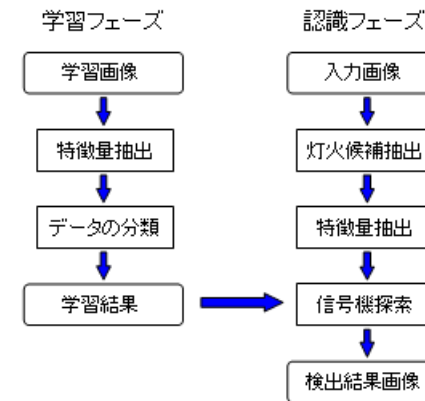 学習フェーズ
学習画像
特徴量抽出
データの分類
学習結果
認識フェーズ
入力画像
灯火候補抽出
特徴量抽出
信号機探索
検出結果画像